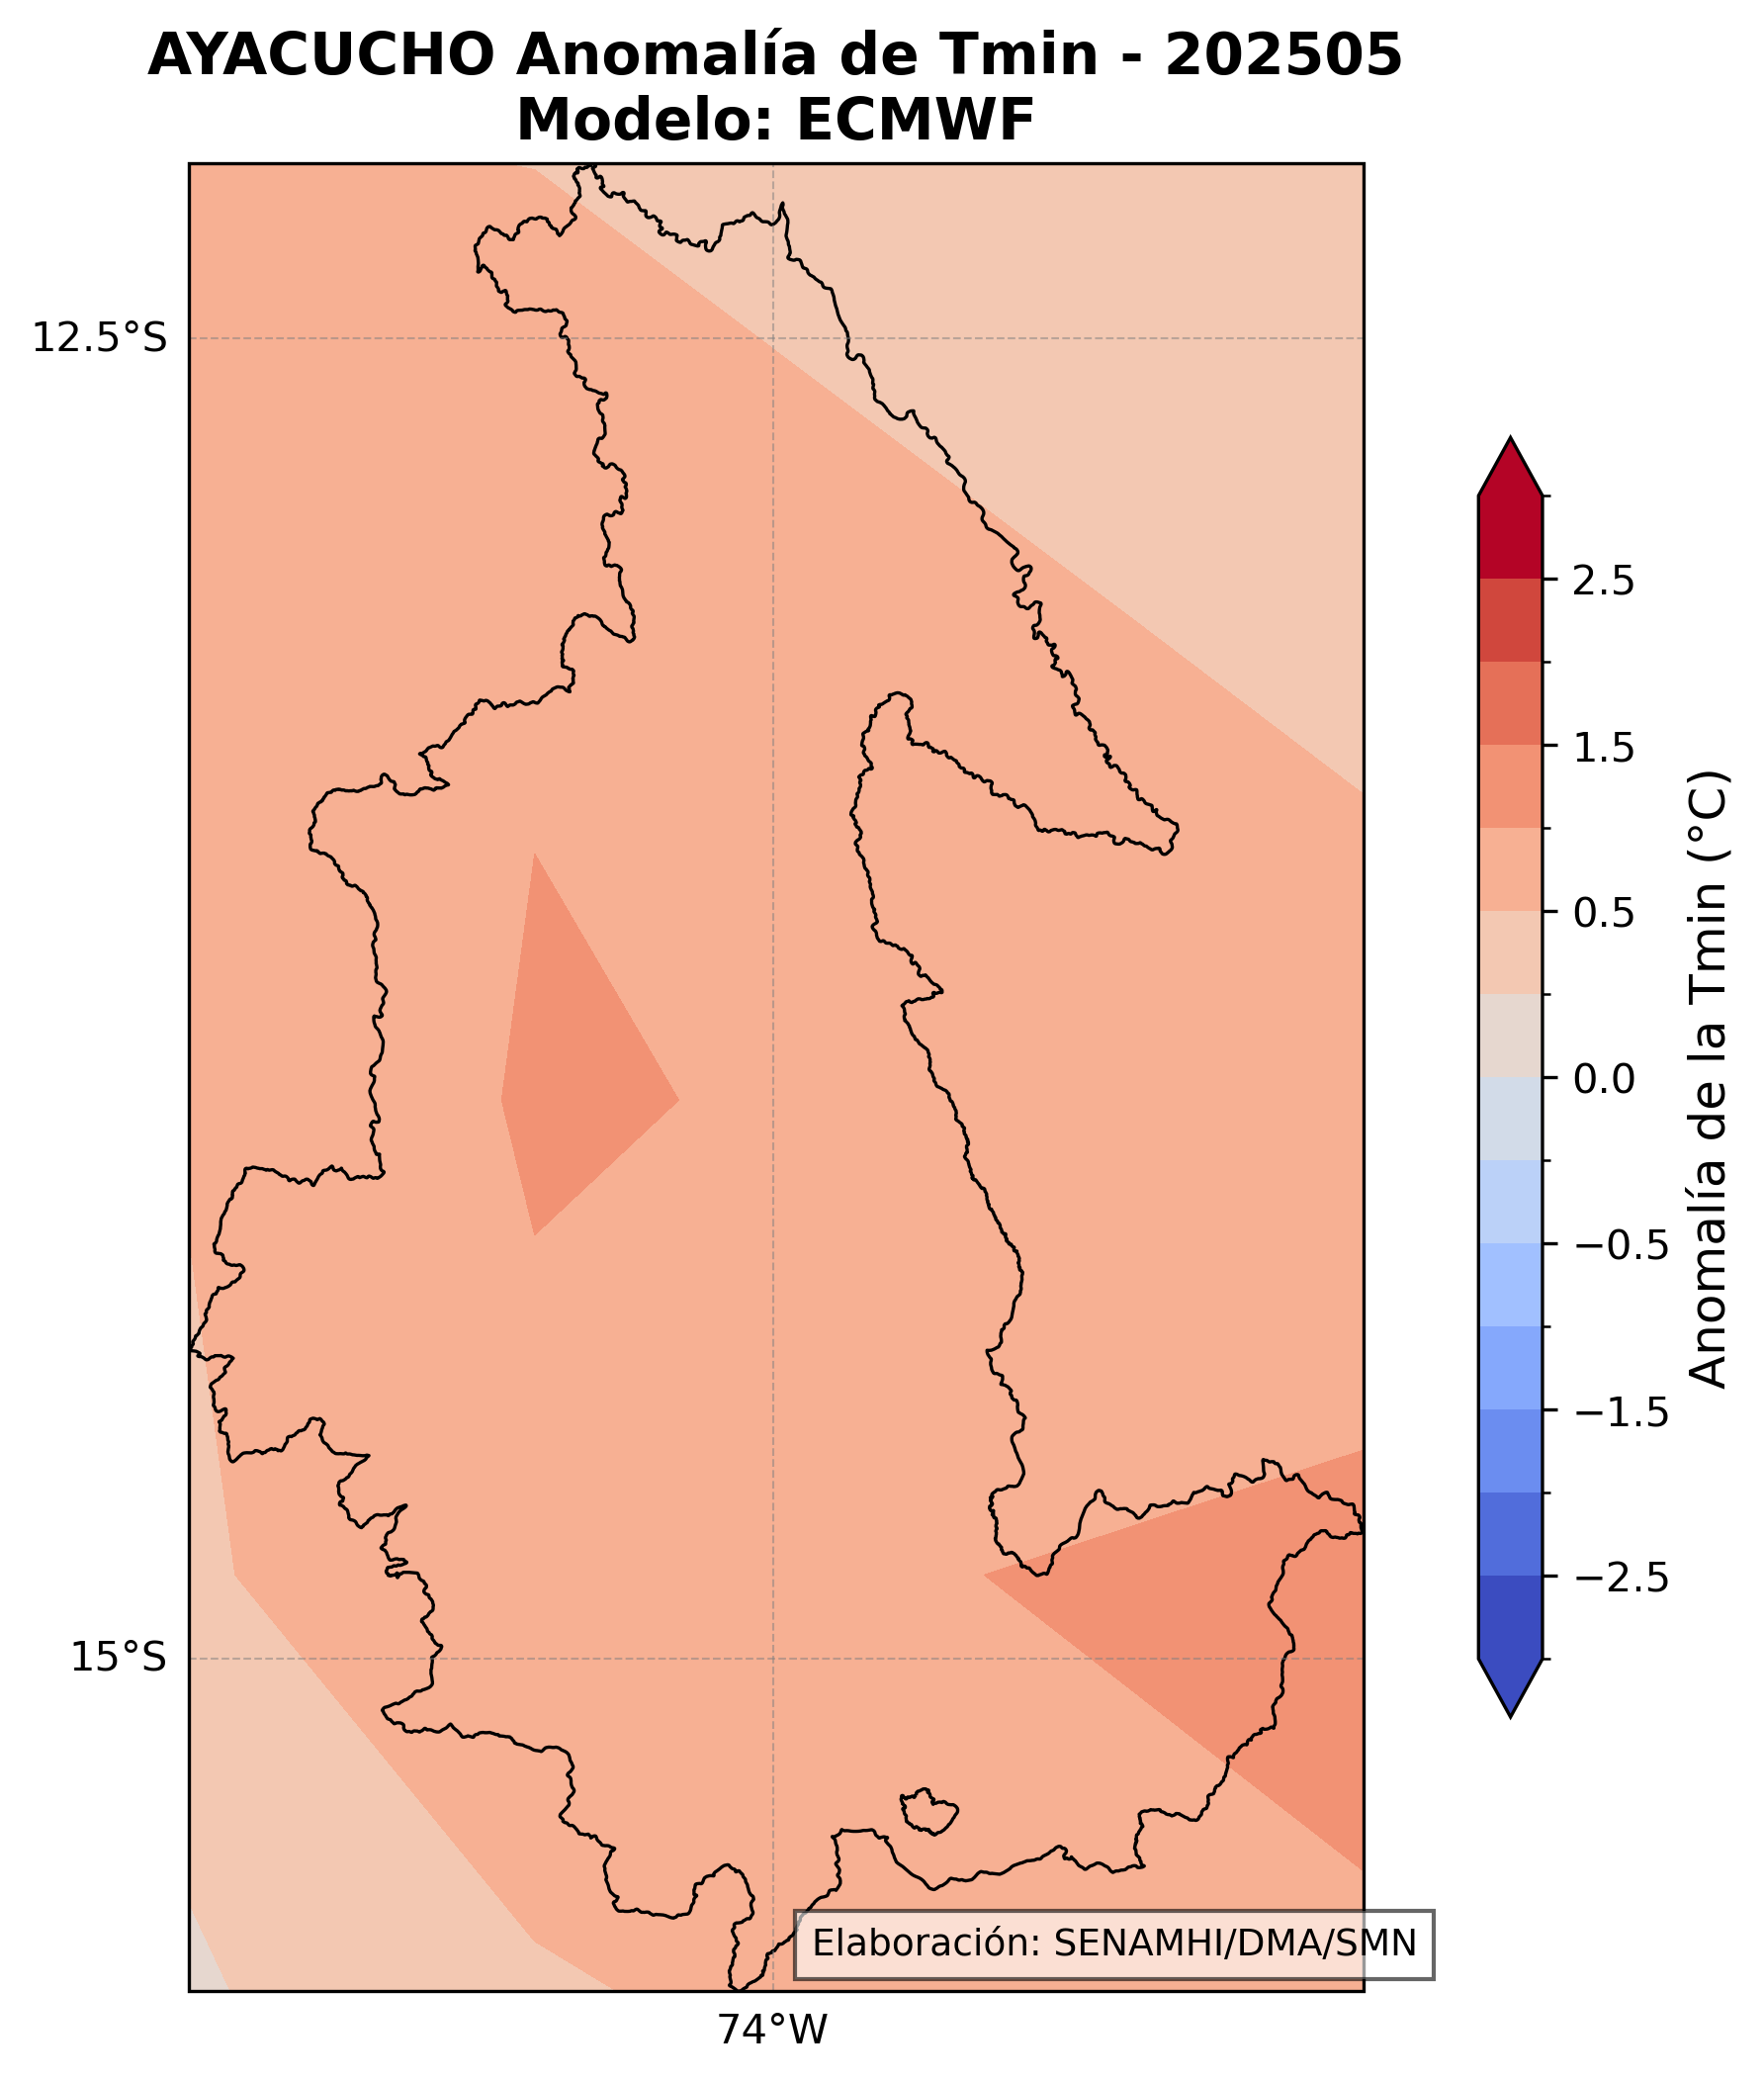 AYACUCHO Anomalía de Tmin - 202505
Modelo: ECMWF
12.5°S
15°S
74°W
2.5
1.5
0.5
0.0
−0.5
−1.5
−2.5
Anomalía de la Tmin (°C)
Elaboración: SENAMHI/DMA/SMN